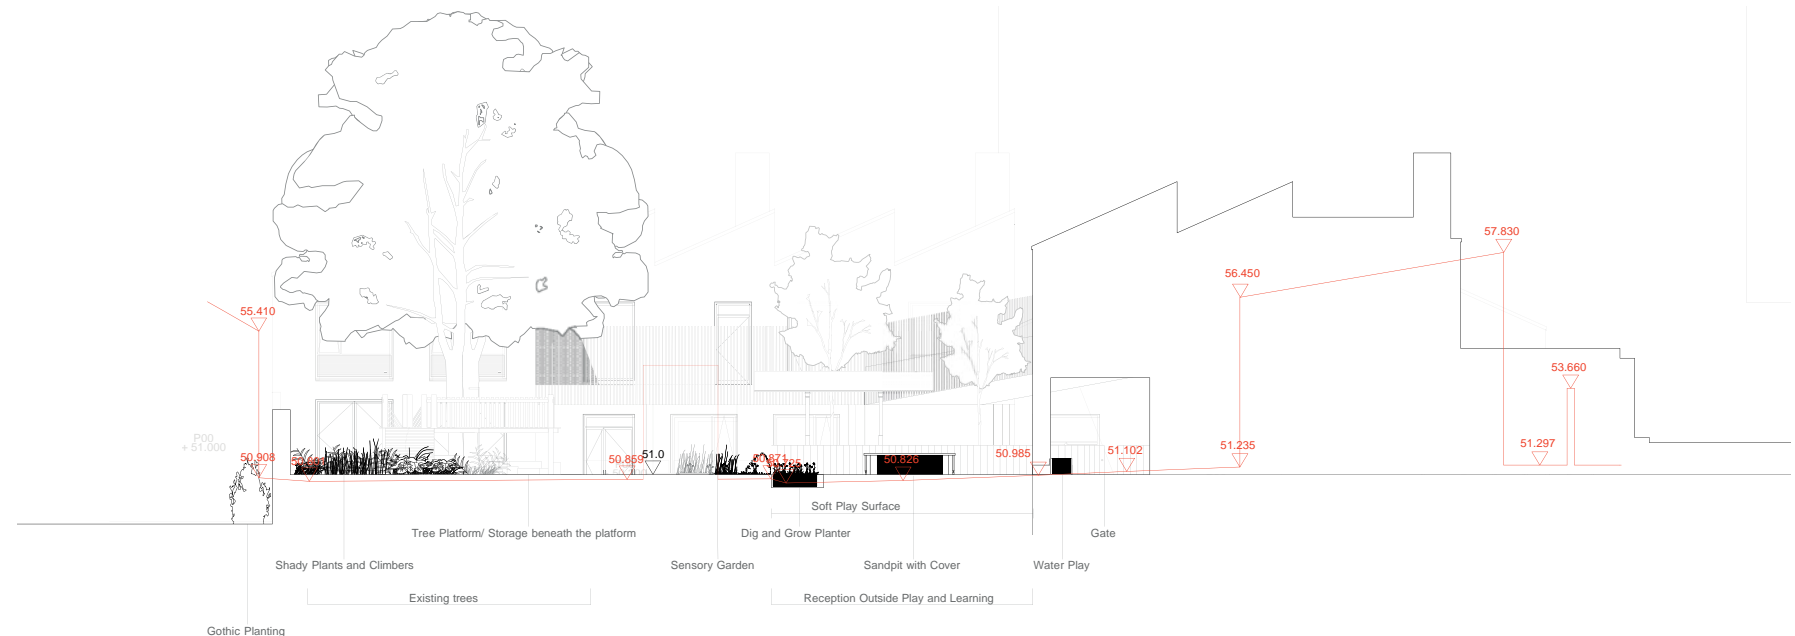 57.830
56.450
55.410
53.660
P00
+ 51.000
50.908
50.859
51.0
50.871
50.826
50.985
51.102
51.235
51.297
Soft Play Surface
Tree Platform/ Storage beneath the platform
Dig and Grow Planter
Gate
Shady Plants and Climbers
Sensory Garden
Sandpit with Cover
Water Play
Existing trees
Reception Outside Play and Learning
Gothic Planting